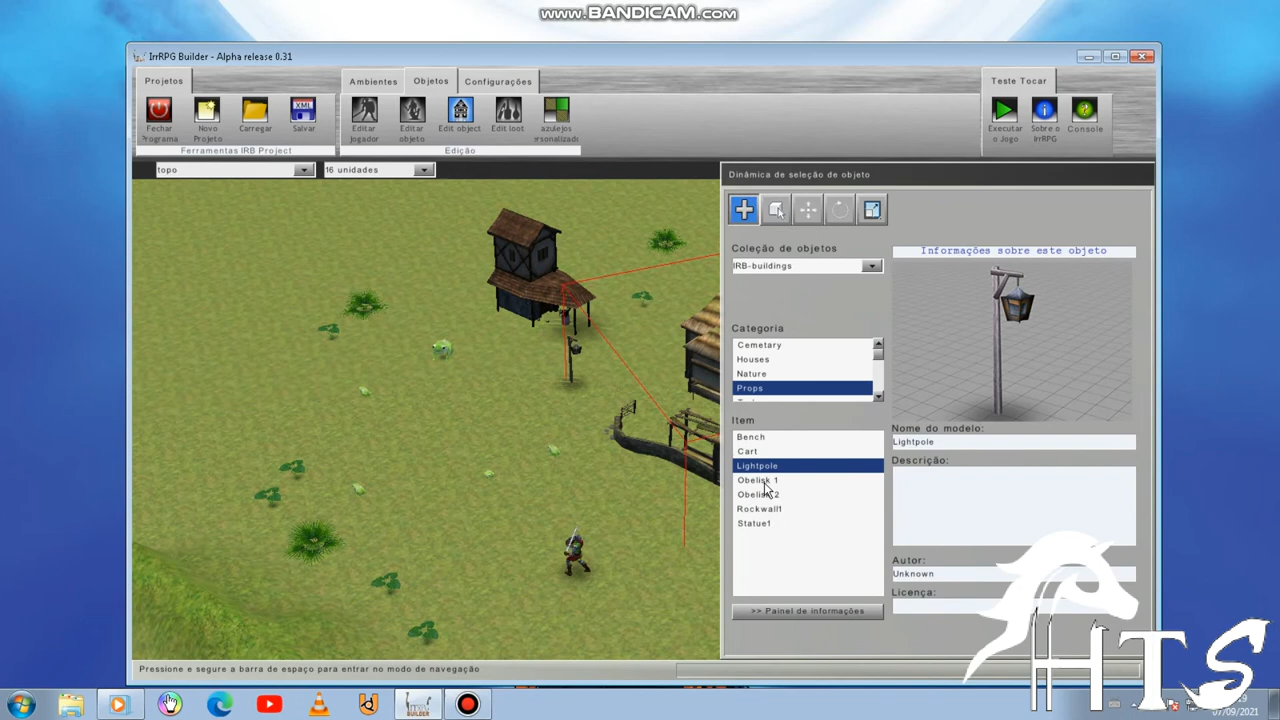 www.BANDICAM.com
IrrRPG Builder - Alpha release 0.31
Projetos
Ambientes
Objetos
Configurações
Teste Tocar
Fechar Programa
Novo Projeto
Carregar
Salvar
Editar jogador
Editar objeto
Edit object
Edit loot
azulejos
Executar o Jogo
Sobre o IrrRPG
Console
Ferramentas IRB Project
Edição
topo
16 unidades
Dinâmica de seleção de objeto
Coleção de objetos
IRB-buildings
Informações sobre este objeto
Categoria
Cemetary
Houses
Nature
Props
Item
Bench
Cart
Lightpole
Obelisk 1
Obelisk 2
Rockwall1
Statue1
>> Painel de informações
Nome do modelo:
Lightpole
Descrição:
Autor:
Unknown
Licença:
HTS
Pressione e segure a barra de espaço para entrar no modo de navegação
BUILDER
07/09/2021